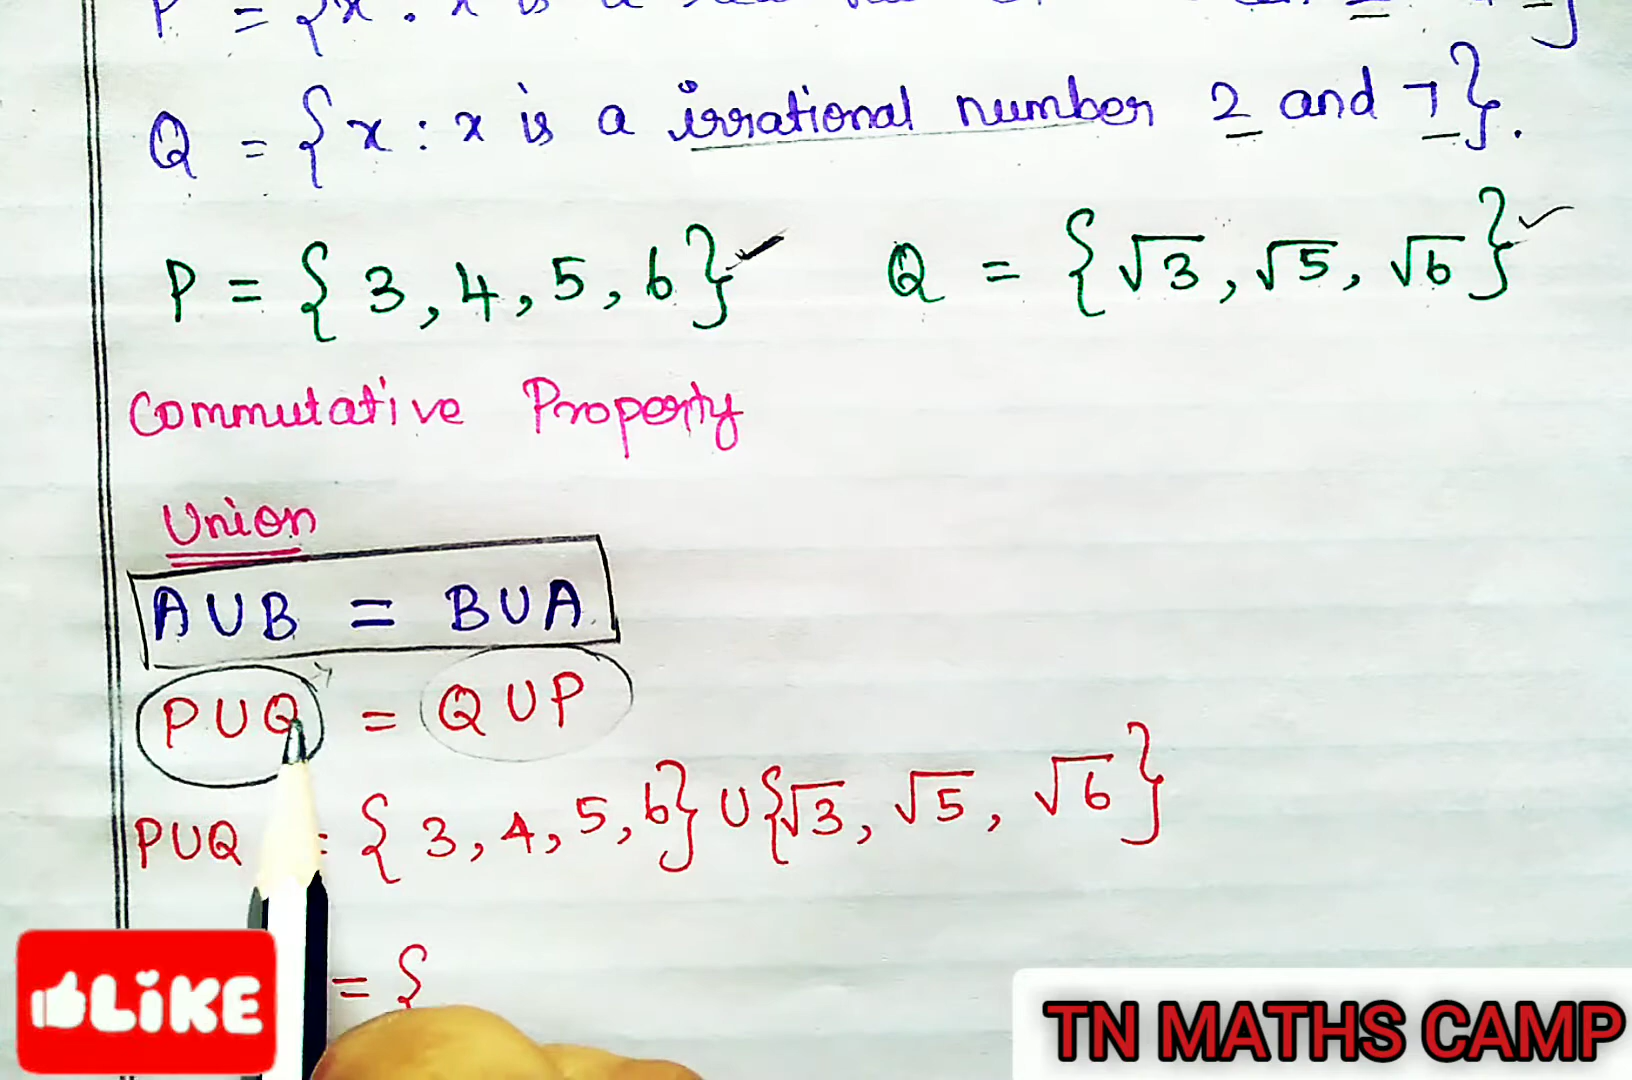 P = {x : x is a
Q = {x : x is a irrational number 2 and 7}.
P = {3, 4, 5, 6} ✓ Q = {√3, √5, √6} ✓
Commutative Property
Union
AUB = BUA
PUQ = QUP
PUQ = {3, 4, 5, 6} U {√3, √5, √6}
= {
LiKE
TN MATHS CAMP